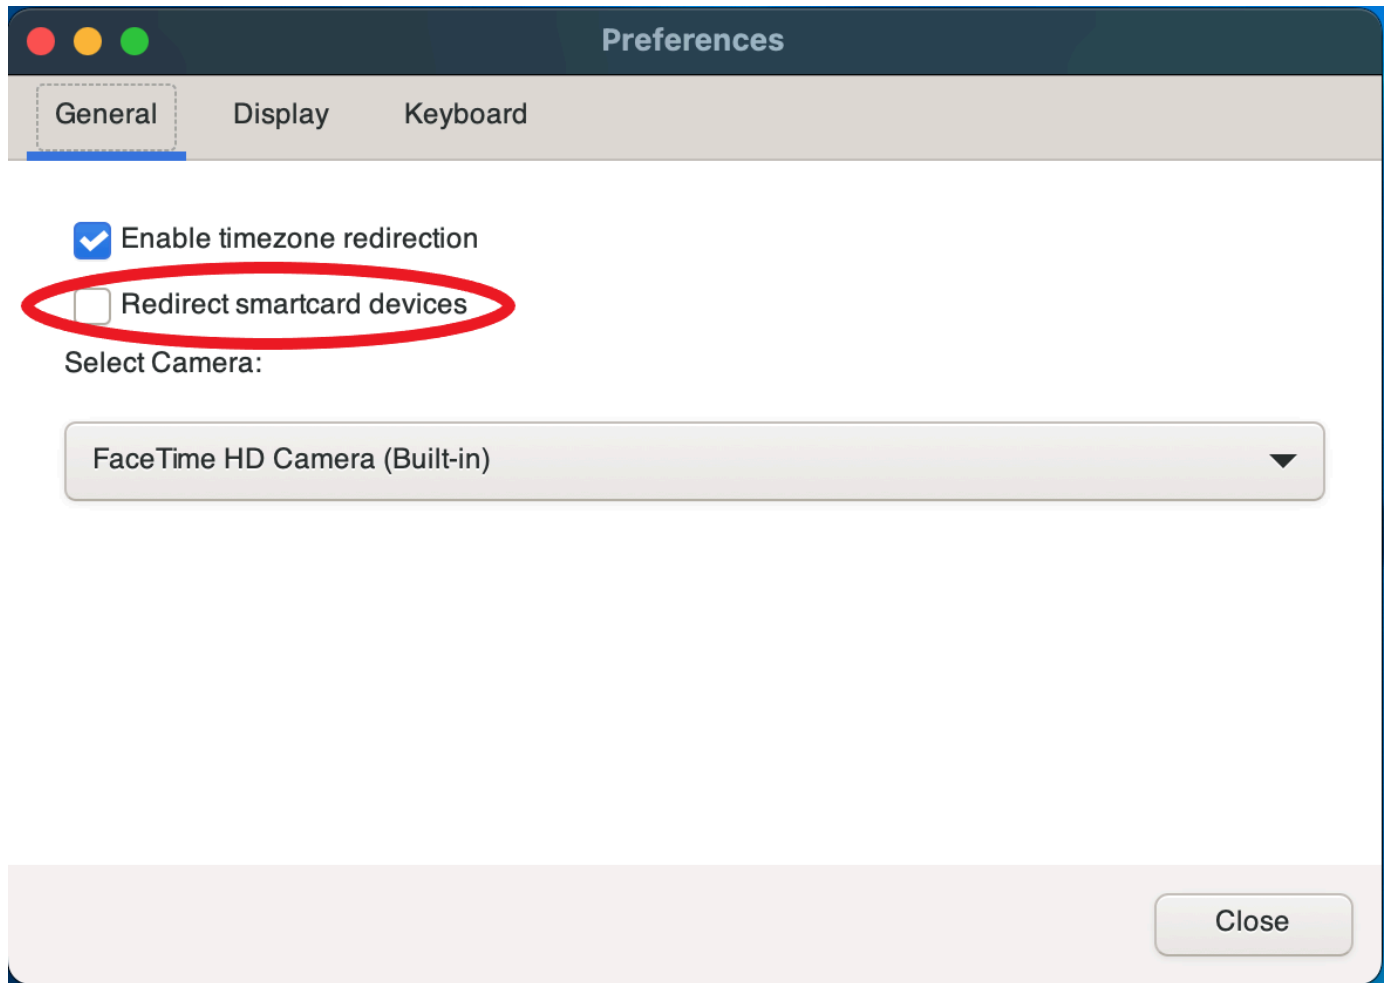 Preferences
General Display Keyboard
Enable timezone redirection
Redirect smartcard devices
Select Camera:
FaceTime HD Camera (Built-in)
Close